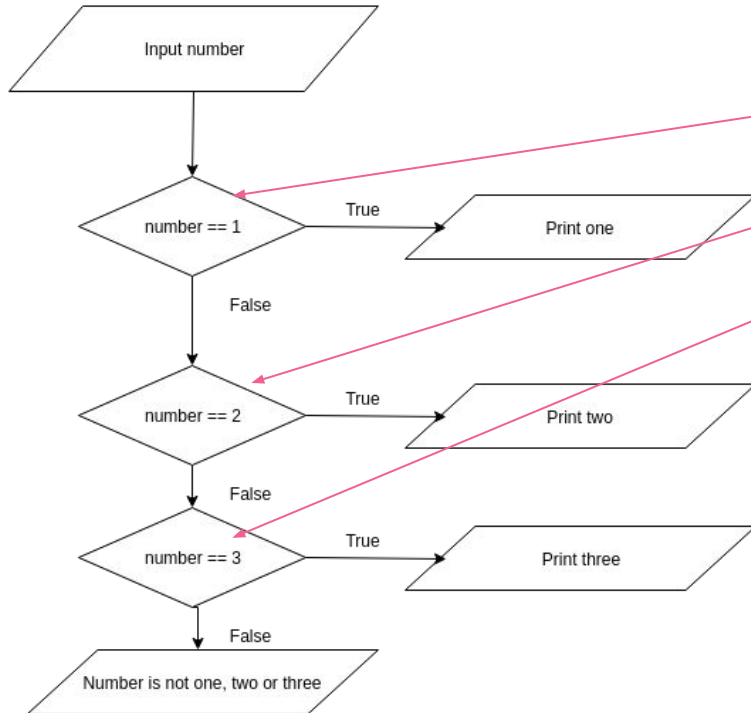 Input number
number == 1
True
Print one
False
number == 2
True
Print two
False
number == 3
True
Print three
False
Number is not one, two or three